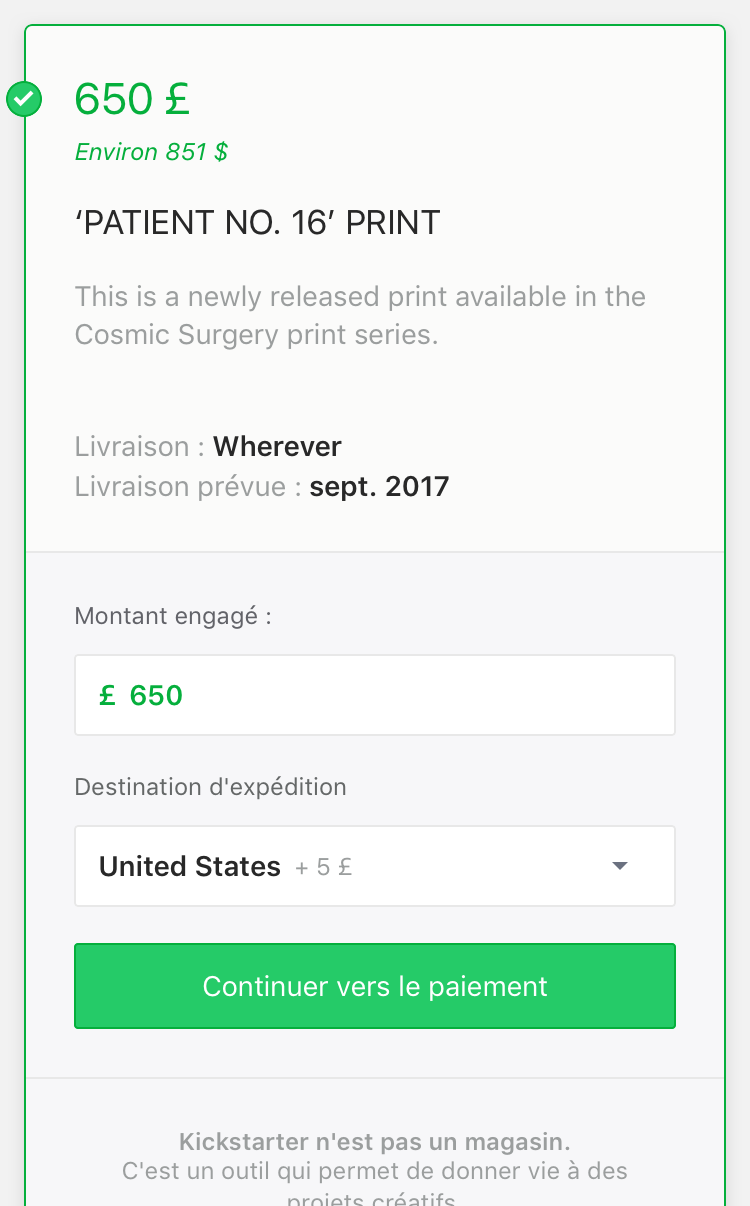 650 £
Environ 851 $
‘PATIENT NO. 16’ PRINT
This is a newly released print available in the
Cosmic Surgery print series.
Livraison : Wherever
Livraison prévue : sept. 2017
Montant engagé :
£ 650
Destination d'expédition
United States + 5 £
Continuer vers le paiement
Kickstarter n'est pas un magasin.
C'est un outil qui permet de donner vie à des
projets créatifs.